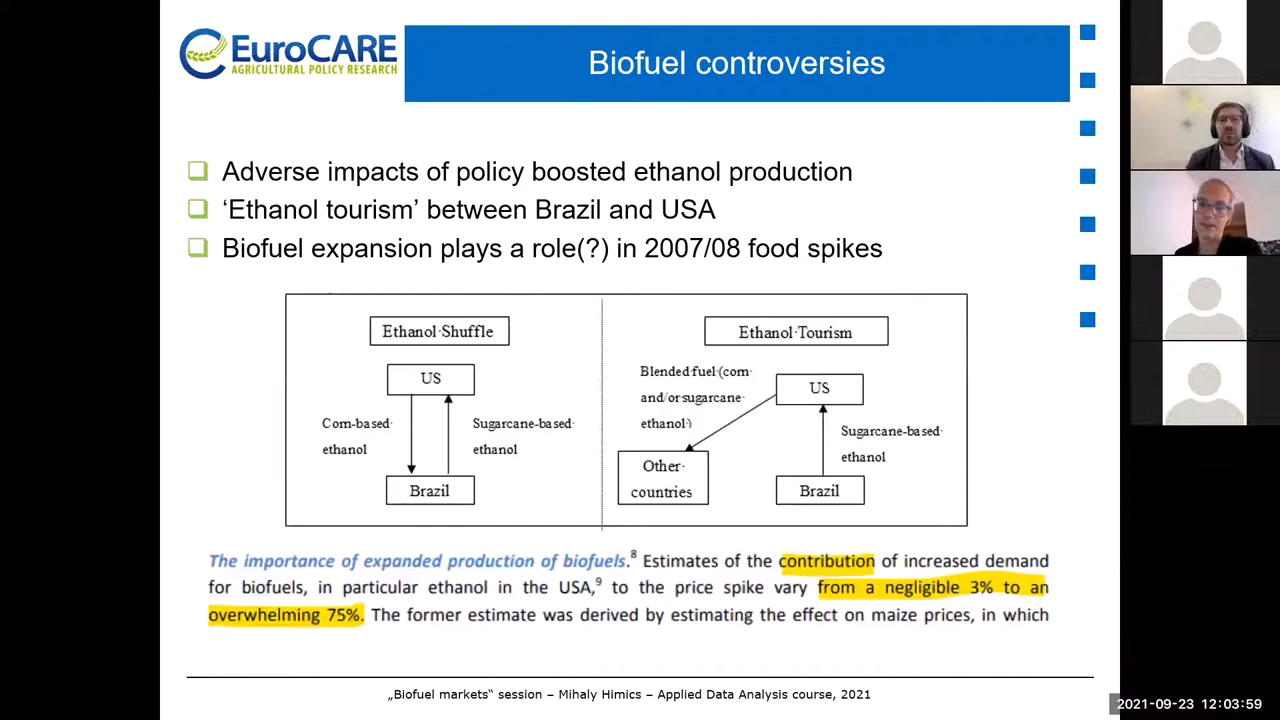 EuroCARE
AGRICULTURAL POLICY RESEARCH
Biofuel controversies
Adverse impacts of policy boosted ethanol production
‘Ethanol tourism’ between Brazil and USA
Biofuel expansion plays a role(?) in 2007/08 food spikes
Ethanol·Shuffle
US
Corn-based·
ethanol
Sugarcane-based·
ethanol
Brazil
Ethanol·Tourism
Blended·fuel·(corn·
and/or·sugarcane·
ethanol·)
US
Sugarcane-based·
ethanol
Other·
countries
Brazil
The importance of expanded production of biofuels.⁸ Estimates of the contribution of increased demand
for biofuels, in particular ethanol in the USA,⁹ to the price spike vary from a negligible 3% to an
overwhelming 75%. The former estimate was derived by estimating the effect on maize prices, in which
„Biofuel markets“ session – Mihaly Himics – Applied Data Analysis course, 2021
2021-09-23 12:03:59